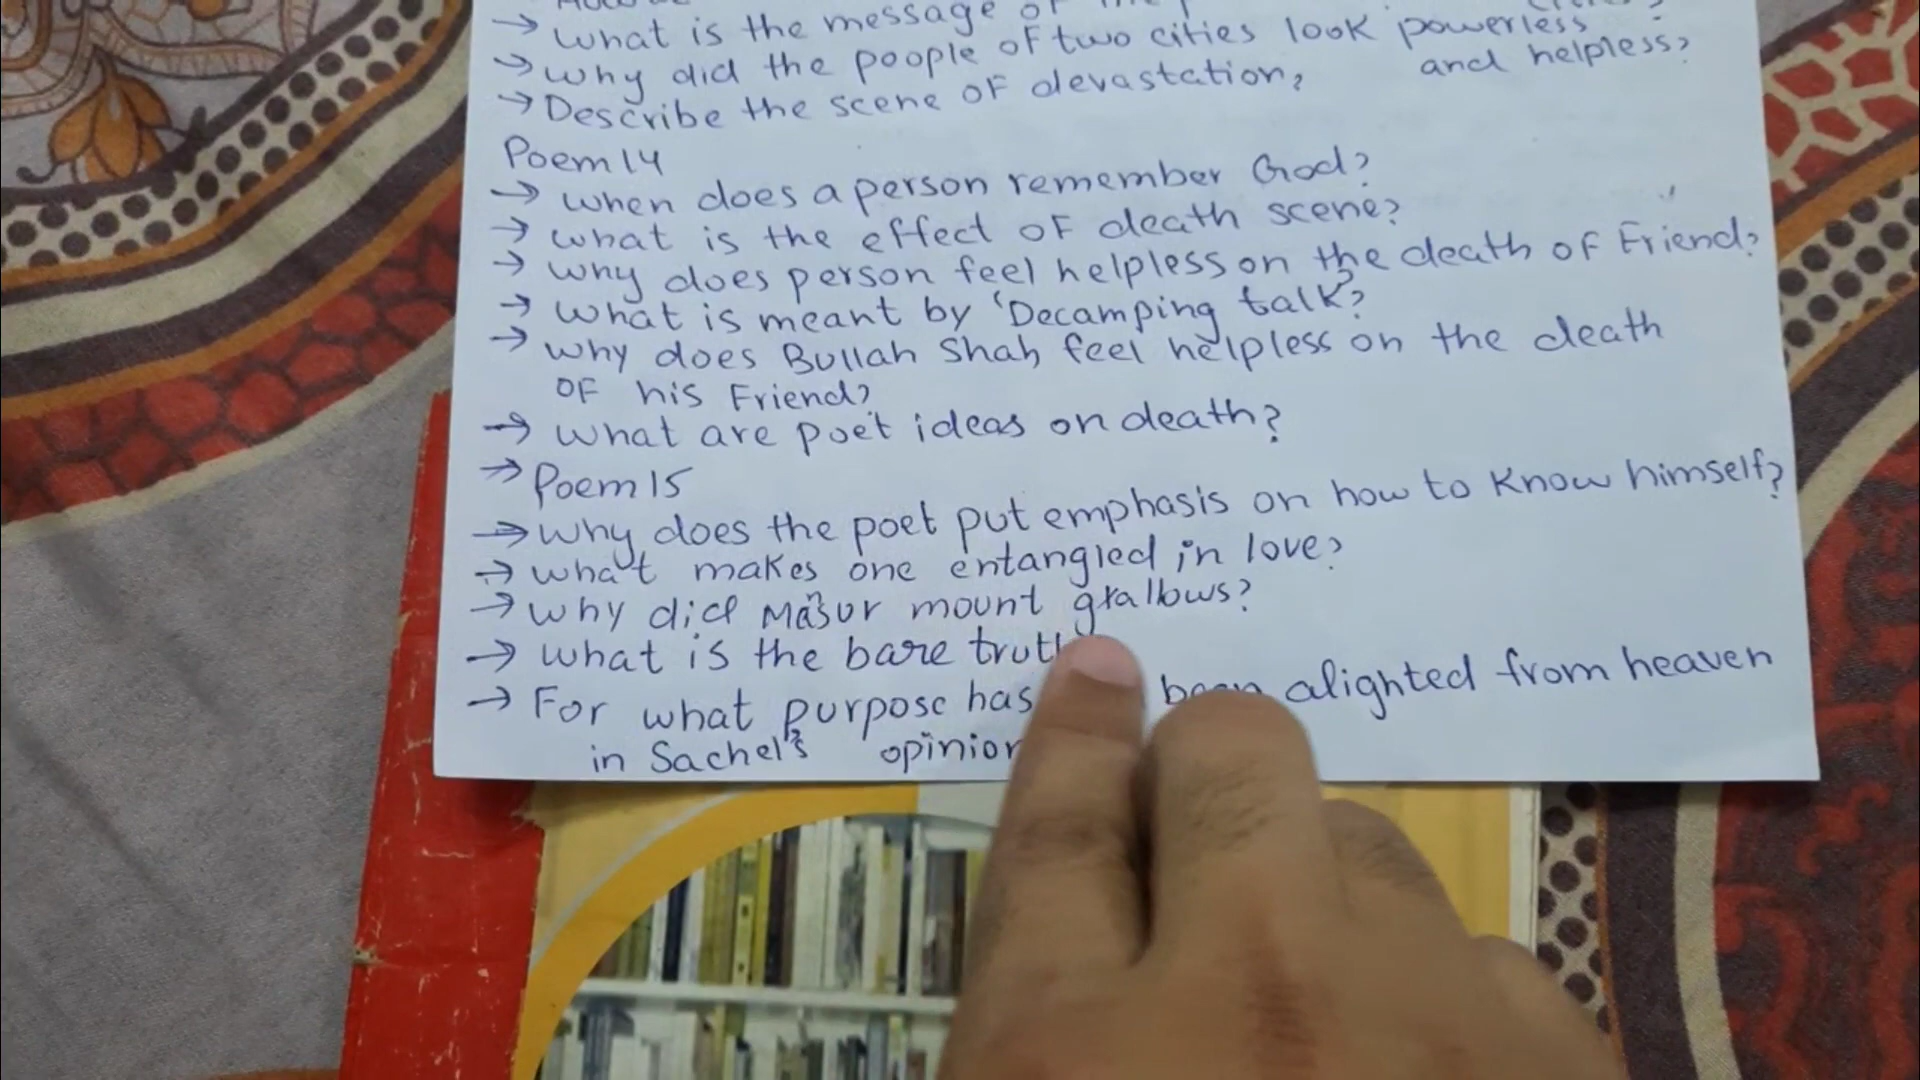 → What is the message of
→ why did the poople of two cities look powerless
and helpless?
→ Describe the scene of devastation?
Poem 14
→ when does a person remember God?
→ what is the effect of death scene?
→ why does person feel helpless on the death of Friend?
→ What is meant by 'Decamping talk'?
→ why does Bullah Shah feel helpless on the death
of his Friend?
→ what are poet ideas on death?
→ Poem 15
→ why does the poet put emphasis on how to know himself?
→ what makes one entangled in love?
→ why did Mansur mount
→ what is the bare truth
→ For what purpose has been alighted from heaven
in Sachel's opinion